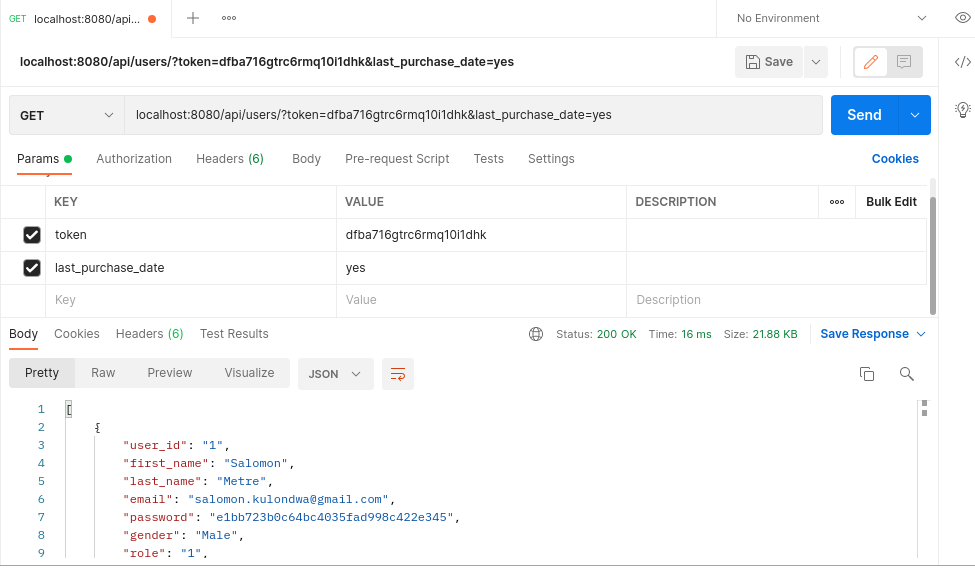 GET localhost:8080/api... No Environment
localhost:8080/api/users/?token=dfba716gtrc6rmq10i1dhk&last_purchase_date=yes Save
GET localhost:8080/api/users/?token=dfba716gtrc6rmq10i1dhk&last_purchase_date=yes Send
Params Authorization Headers (6) Body Pre-request Script Tests Settings Cookies
KEY VALUE DESCRIPTION Bulk Edit
token dfba716gtrc6rmq10i1dhk
last_purchase_date yes
Key Value Description
Body Cookies Headers (6) Test Results Status: 200 OK Time: 16 ms Size: 21.88 KB Save Response
Pretty Raw Preview Visualize JSON
1 [
2 {
3 "user_id": "1",
4 "first_name": "Salomon",
5 "last_name": "Metre",
6 "email": "salomon.kulondwa@gmail.com",
7 "password": "e1bb723b0c64bc4035fad998c422e345",
8 "gender": "Male",
9 "role": "1",